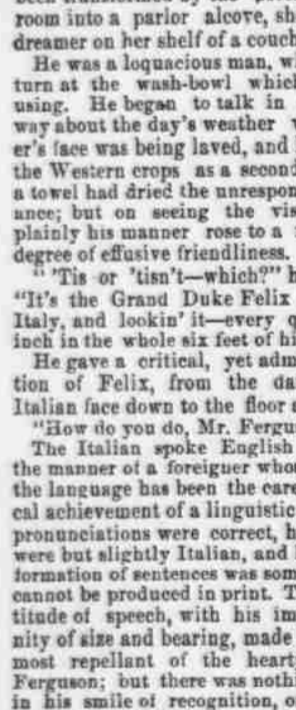 room into a parlor alcove, sh
dreamer on her shelf of a couch
He was a loquacious man, w
turn at the wash-bowl which
using. He began to talk in
way about the day's weather
er's face was being laved, and
the Western crops as a second
a towel had dried the unrespon
ance; but on seeing the vis
plainly his manner rose to a
degree of effusive friendliness.
" 'Tis or 'tisn't—which?" h
"It's the Grand Duke Felix
Italy, and lookin' it—every
inch in the whole six feet of hi
He gave a critical, yet adm
tion of Felix, from the da
Italian face down to the floor
"How do you do, Mr. Fergu
The Italian spoke English
the manner of a foreigner whom
the language has been the care
cal achievement of a linguistic
pronunciations were correct, h
were but slightly Italian, and
formation of sentences was som
cannot be produced in print. T
titude of speech, with his im
nity of size and bearing, made
most repellant of the heart
Ferguson; but there was nothi
in his smile of recognition, o